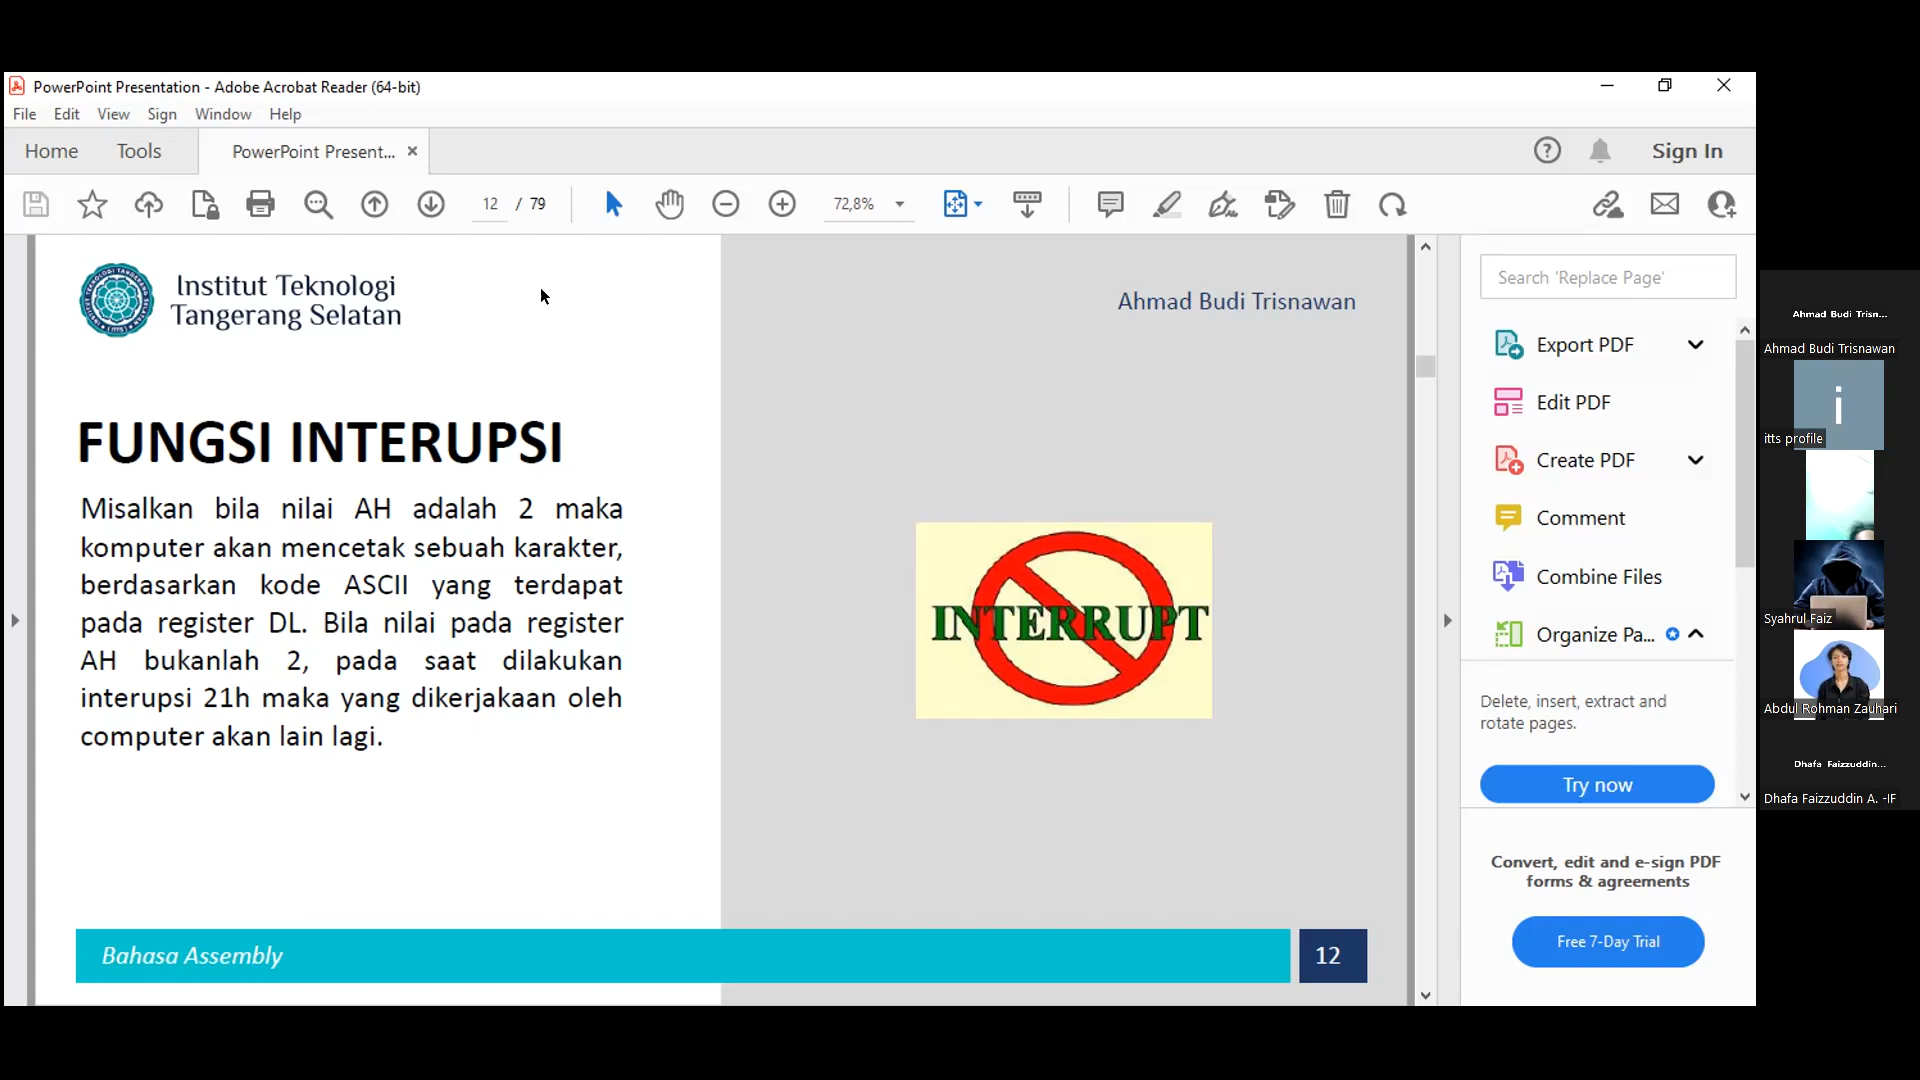 PowerPoint Presentation - Adobe Acrobat Reader (64-bit)
File Edit View Sign Window Help
Home Tools PowerPoint Present... Sign In
12 / 79 72,8%
Institut Teknologi
Tangerang Selatan
Ahmad Budi Trisnawan
FUNGSI INTERUPSI
Misalkan bila nilai AH adalah 2 maka
komputer akan mencetak sebuah karakter,
berdasarkan kode ASCII yang terdapat
pada register DL. Bila nilai pada register
AH bukanlah 2, pada saat dilakukan
interupsi 21h maka yang dikerjakaan oleh
computer akan lain lagi.
INTERRUPT
Bahasa Assembly
12
Search 'Replace Page'
Export PDF
Edit PDF
Create PDF
Comment
Combine Files
Organize Pa...
Delete, insert, extract and
rotate pages.
Try now
Convert, edit and e-sign PDF
forms & agreements
Free 7-Day Trial
Ahmad Budi Trisn...
Ahmad Budi Trisnawan
i
itts profile
Syahrul Faiz
Abdul Rohman Zauhari
Dhafa Faizzuddin...
Dhafa Faizzuddin A. -IF